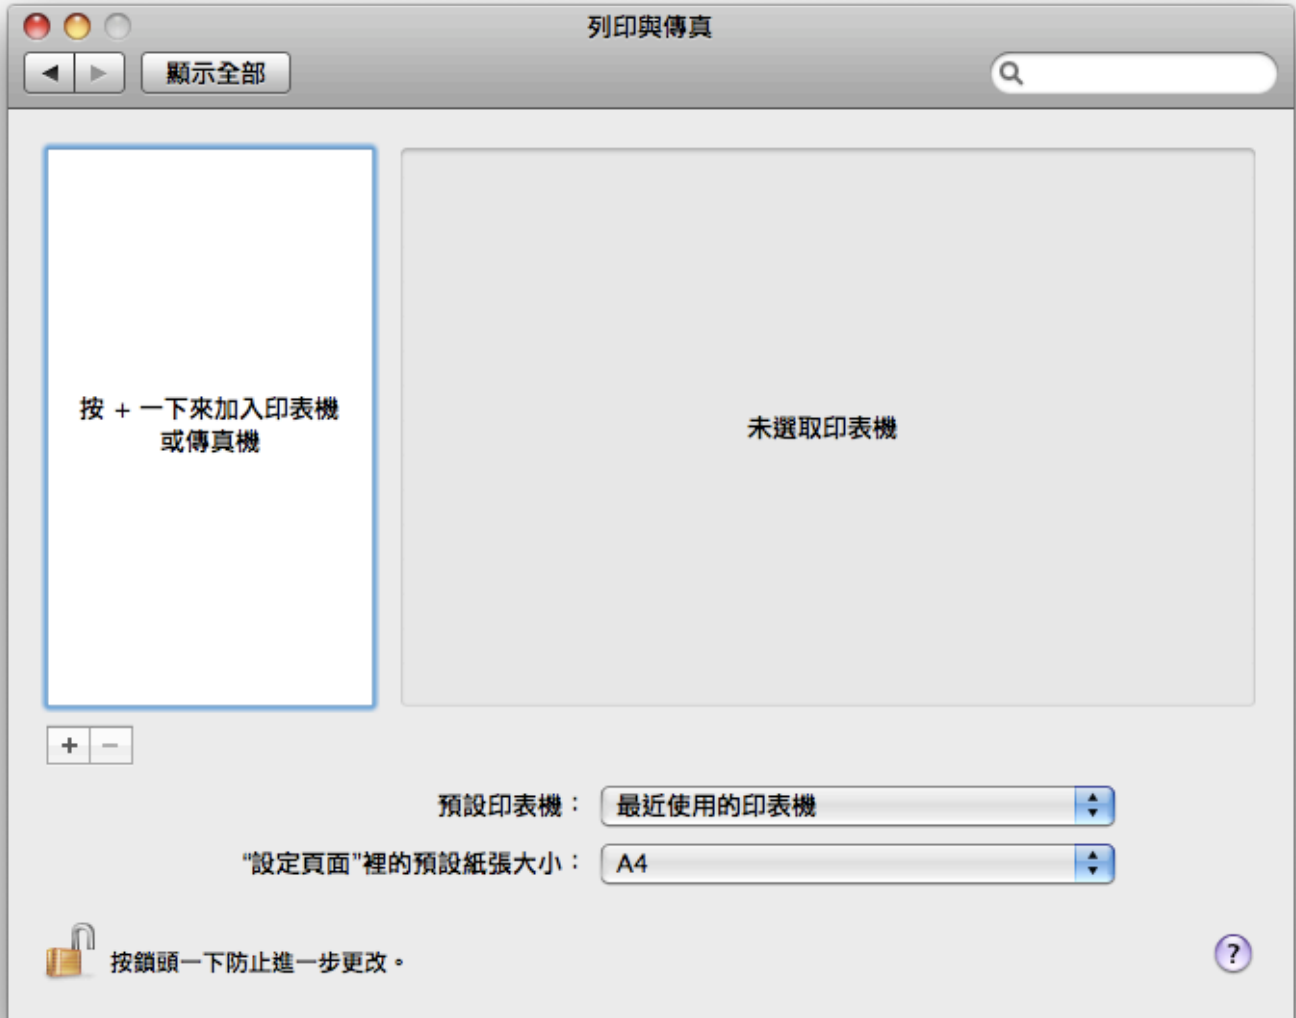 列印與傳真
顯示全部
按 + 一下來加入印表機
或傳真機
未選取印表機
+ −
預設印表機： 最近使用的印表機
“設定頁面”裡的預設紙張大小： A4
按鎖頭一下防止進一步更改。
?